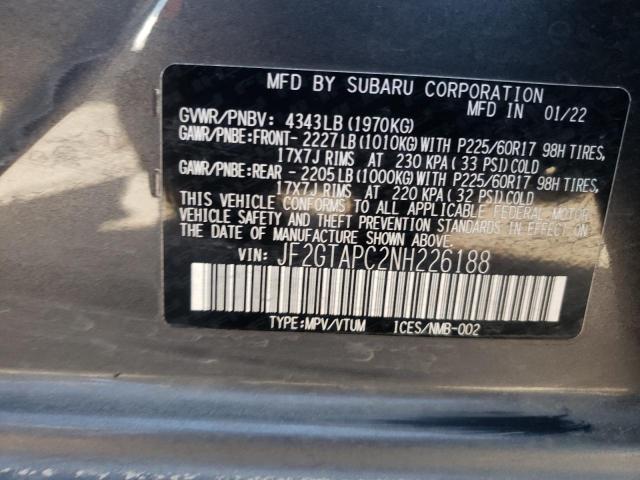 MFD BY SUBARU CORPORATION
MFD IN 01/22
GVWR/PNBV: 4343LB (1970KG)
GAWR/PNBE:FRONT- 2227LB (1010KG) WITH P225/60R17 98H TIRES,
17X7J RIMS AT 230 KPA ( 33 PSI) COLD
GAWR/PNBE:REAR - 2205LB (1000KG) WITH P225/60R17 98H TIRES,
17X7J RIMS AT 220 KPA ( 32 PSI) COLD
THIS VEHICLE CONFORMS TO ALL APPLICABLE FEDERAL MOTOR
VEHICLE SAFETY AND THEFT PREVENTION STANDARDS IN EFFECT ON
THE DATE OF MANUFACTURE SHOWN ABOVE.
VIN: JF2GTAPC2NH226188
TYPE:MPV/VTUM ICES/NMB-002